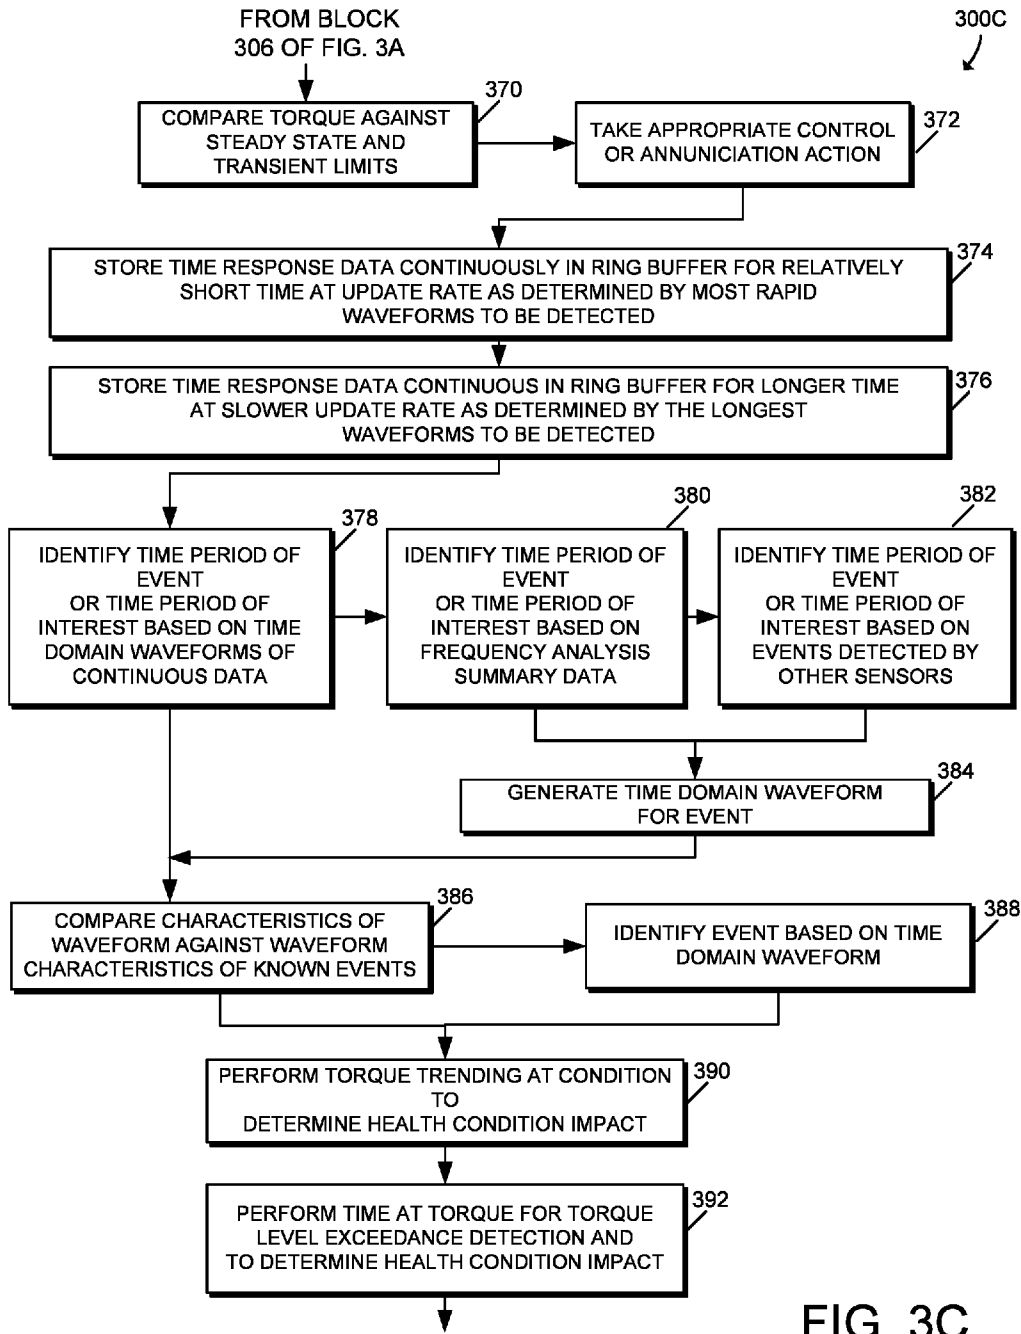 FROM BLOCK
306 OF FIG. 3A
300C
370
COMPARE TORQUE AGAINST
STEADY STATE AND
TRANSIENT LIMITS
372
TAKE APPROPRIATE CONTROL
OR ANNUNICIATION ACTION
374
STORE TIME RESPONSE DATA CONTINUOUSLY IN RING BUFFER FOR RELATIVELY
SHORT TIME AT UPDATE RATE AS DETERMINED BY MOST RAPID
WAVEFORMS TO BE DETECTED
376
STORE TIME RESPONSE DATA CONTINUOUS IN RING BUFFER FOR LONGER TIME
AT SLOWER UPDATE RATE AS DETERMINED BY THE LONGEST
WAVEFORMS TO BE DETECTED
378
IDENTIFY TIME PERIOD OF
EVENT
OR TIME PERIOD OF
INTEREST BASED ON TIME
DOMAIN WAVEFORMS OF
CONTINUOUS DATA
380
IDENTIFY TIME PERIOD OF
EVENT
OR TIME PERIOD OF
INTEREST BASED ON
FREQUENCY ANALYSIS
SUMMARY DATA
382
IDENTIFY TIME PERIOD OF
EVENT
OR TIME PERIOD OF
INTEREST BASED ON
EVENTS DETECTED BY
OTHER SENSORS
384
GENERATE TIME DOMAIN WAVEFORM
FOR EVENT
386
COMPARE CHARACTERISTICS OF
WAVEFORM AGAINST WAVEFORM
CHARACTERISTICS OF KNOWN EVENTS
388
IDENTIFY EVENT BASED ON TIME
DOMAIN WAVEFORM
390
PERFORM TORQUE TRENDING AT CONDITION
TO
DETERMINE HEALTH CONDITION IMPACT
392
PERFORM TIME AT TORQUE FOR TORQUE
LEVEL EXCEEDANCE DETECTION AND
TO DETERMINE HEALTH CONDITION IMPACT
FIG. 3C